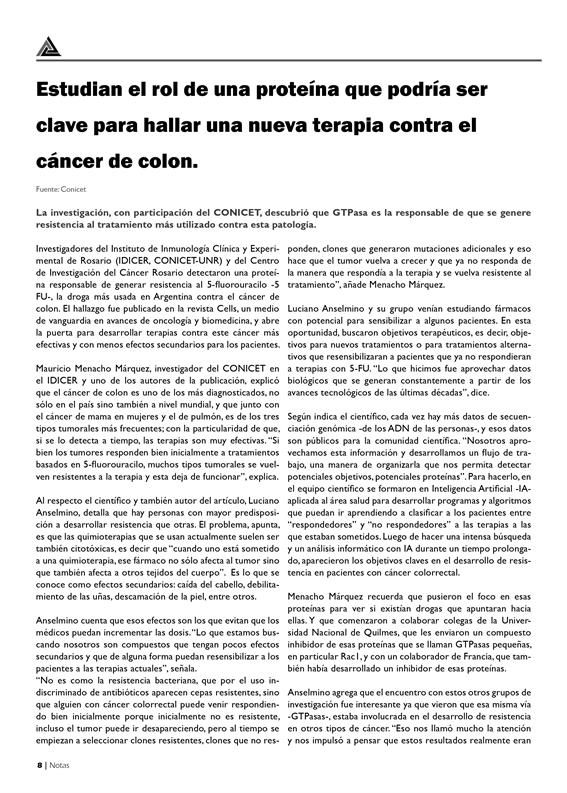 Estudian el rol de una proteína que podría ser
clave para hallar una nueva terapia contra el
cáncer de colon.
Fuente: Conicet
La investigación, con participación del CONICET, descubrió que GTPasa es la responsable de que se genere
resistencia al tratamiento más utilizado contra esta patología.
Investigadores del Instituto de Inmunología Clínica y Experi-
mental de Rosario (IDICER, CONICET-UNR) y del Centro
de Investigación del Cáncer Rosario detectaron una proteí-
na responsable de generar resistencia al 5-fluorouracilo -5
FU-, la droga más usada en Argentina contra el cáncer de
colon. El hallazgo fue publicado en la revista Cells, un medio
de vanguardia en avances de oncología y biomedicina, y abre
la puerta para desarrollar terapias contra este cáncer más
efectivas y con menos efectos secundarios para los pacientes.
Mauricio Menacho Márquez, investigador del CONICET en
el IDICER y uno de los autores de la publicación, explicó
que el cáncer de colon es uno de los más diagnosticados, no
sólo en el país sino también a nivel mundial, y que junto con
el cáncer de mama en mujeres y el de pulmón, es de los tres
tipos tumorales más frecuentes; con la particularidad de que,
si se lo detecta a tiempo, las terapias son muy efectivas. “Si
bien los tumores responden bien inicialmente a tratamientos
basados en 5-fluorouracilo, muchos tipos tumorales se vuel-
ven resistentes a la terapia y esta deja de funcionar”, explica.
Al respecto el científico y también autor del artículo, Luciano
Anselmino, detalla que hay personas con mayor predisposi-
ción a desarrollar resistencia que otras. El problema, apunta,
es que las quimioterapias que se usan actualmente suelen ser
también citotóxicas, es decir que “cuando uno está sometido
a una quimioterapia, ese fármaco no sólo afecta al tumor sino
que también afecta a otros tejidos del cuerpo”. Es lo que se
conoce como efectos secundarios: caída del cabello, debilita-
miento de las uñas, descamación de la piel, entre otros.
Anselmino cuenta que esos efectos son los que evitan que los
médicos puedan incrementar las dosis. “Lo que estamos bus-
cando nosotros son compuestos que tengan pocos efectos
secundarios y que de alguna forma puedan resensibilizar a los
pacientes a las terapias actuales”, señala.
“No es como la resistencia bacteriana, que por el uso in-
discriminado de antibióticos aparecen cepas resistentes, sino
que alguien con cáncer colorrectal puede venir respondien-
do bien inicialmente porque inicialmente no es resistente,
incluso el tumor puede ir desapareciendo, pero al tiempo se
empiezan a seleccionar clones resistentes, clones que no res-
ponden, clones que generaron mutaciones adicionales y eso
hace que el tumor vuelva a crecer y que ya no responda de
la manera que respondía a la terapia y se vuelva resistente al
tratamiento”, añade Menacho Márquez.
Luciano Anselmino y su grupo venían estudiando fármacos
con potencial para sensibilizar a algunos pacientes. En esta
oportunidad, buscaron objetivos terapéuticos, es decir, obje-
tivos para nuevos tratamientos o para tratamientos alterna-
tivos que resensibilizaran a pacientes que ya no respondieran
a terapias con 5-FU. “Lo que hicimos fue aprovechar datos
biológicos que se generan constantemente a partir de los
avances tecnológicos de las últimas décadas”, dice.
Según indica el científico, cada vez hay más datos de secuen-
ciación genómica -de los ADN de las personas-, y esos datos
son públicos para la comunidad científica. “Nosotros apro-
vechamos esta información y desarrollamos un flujo de tra-
bajo, una manera de organizarla que nos permita detectar
potenciales objetivos, potenciales proteínas”. Para hacerlo, en
el equipo científico se formaron en Inteligencia Artificial -IA-
aplicada al área salud para desarrollar programas y algoritmos
que puedan ir aprendiendo a clasificar a los pacientes entre
“respondedores” y “no respondedores” a las terapias a las
que estaban sometidos. Luego de hacer una intensa búsqueda
y un análisis informático con IA durante un tiempo prolonga-
do, aparecieron los objetivos claves en el desarrollo de resis-
tencia en pacientes con cáncer colorrectal.
Menacho Márquez recuerda que pusieron el foco en esas
proteínas para ver si existían drogas que apuntaran hacia
ellas. Y que comenzaron a colaborar colegas de la Univer-
sidad Nacional de Quilmes, que les enviaron un compuesto
inhibidor de esas proteínas que se llaman GTPasas pequeñas,
en particular Rac1, y con un colaborador de Francia, que tam-
bién había desarrollado un inhibidor de esas proteínas.
Anselmino agrega que el encuentro con estos otros grupos de
investigación fue interesante ya que vieron que esa misma vía
-GTPasas-, estaba involucrada en el desarrollo de resistencia
en otros tipos de cáncer. “Eso nos llamó mucho la atención
y nos impulsó a pensar que estos resultados realmente eran
8 | Notas